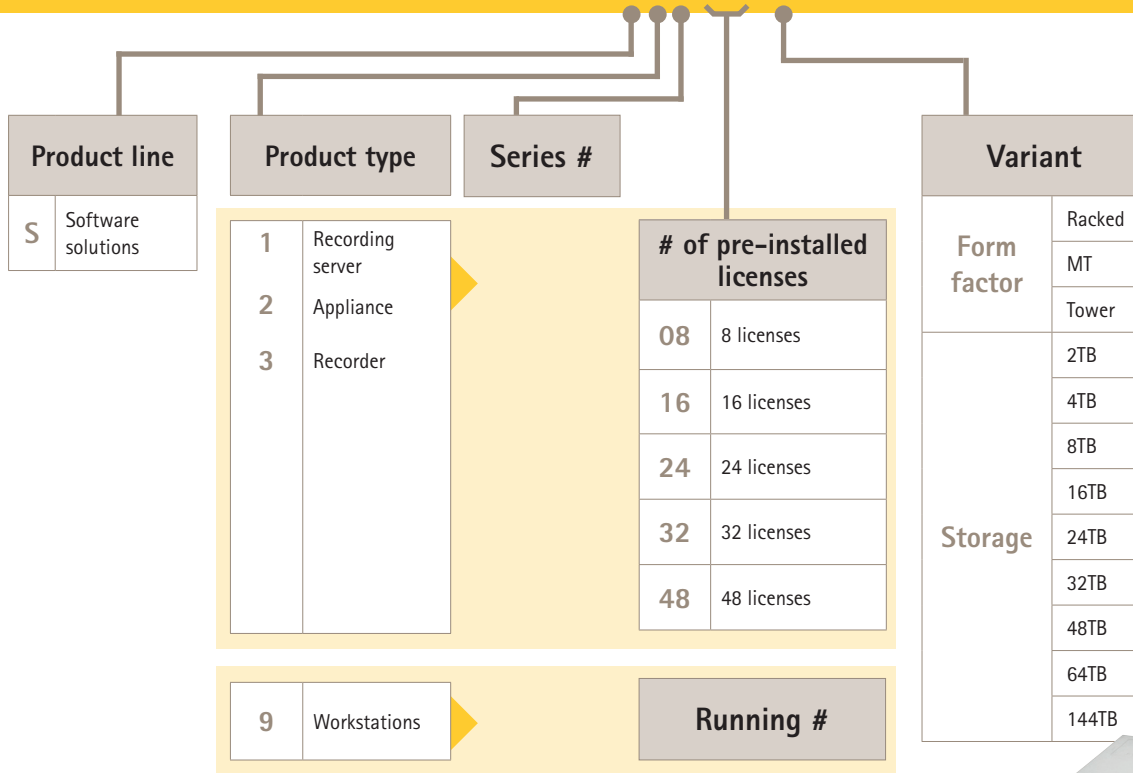 Product line
S
Software
solutions
Product type
Series #
1
Recording
server
2
Appliance
3
Recorder
# of pre-installed
licenses
08
8 licenses
16
16 licenses
24
24 licenses
32
32 licenses
48
48 licenses
9
Workstations
Running #
Variant
Form
factor
Racked
MT
Tower
Storage
2TB
4TB
8TB
16TB
24TB
32TB
48TB
64TB
144TB